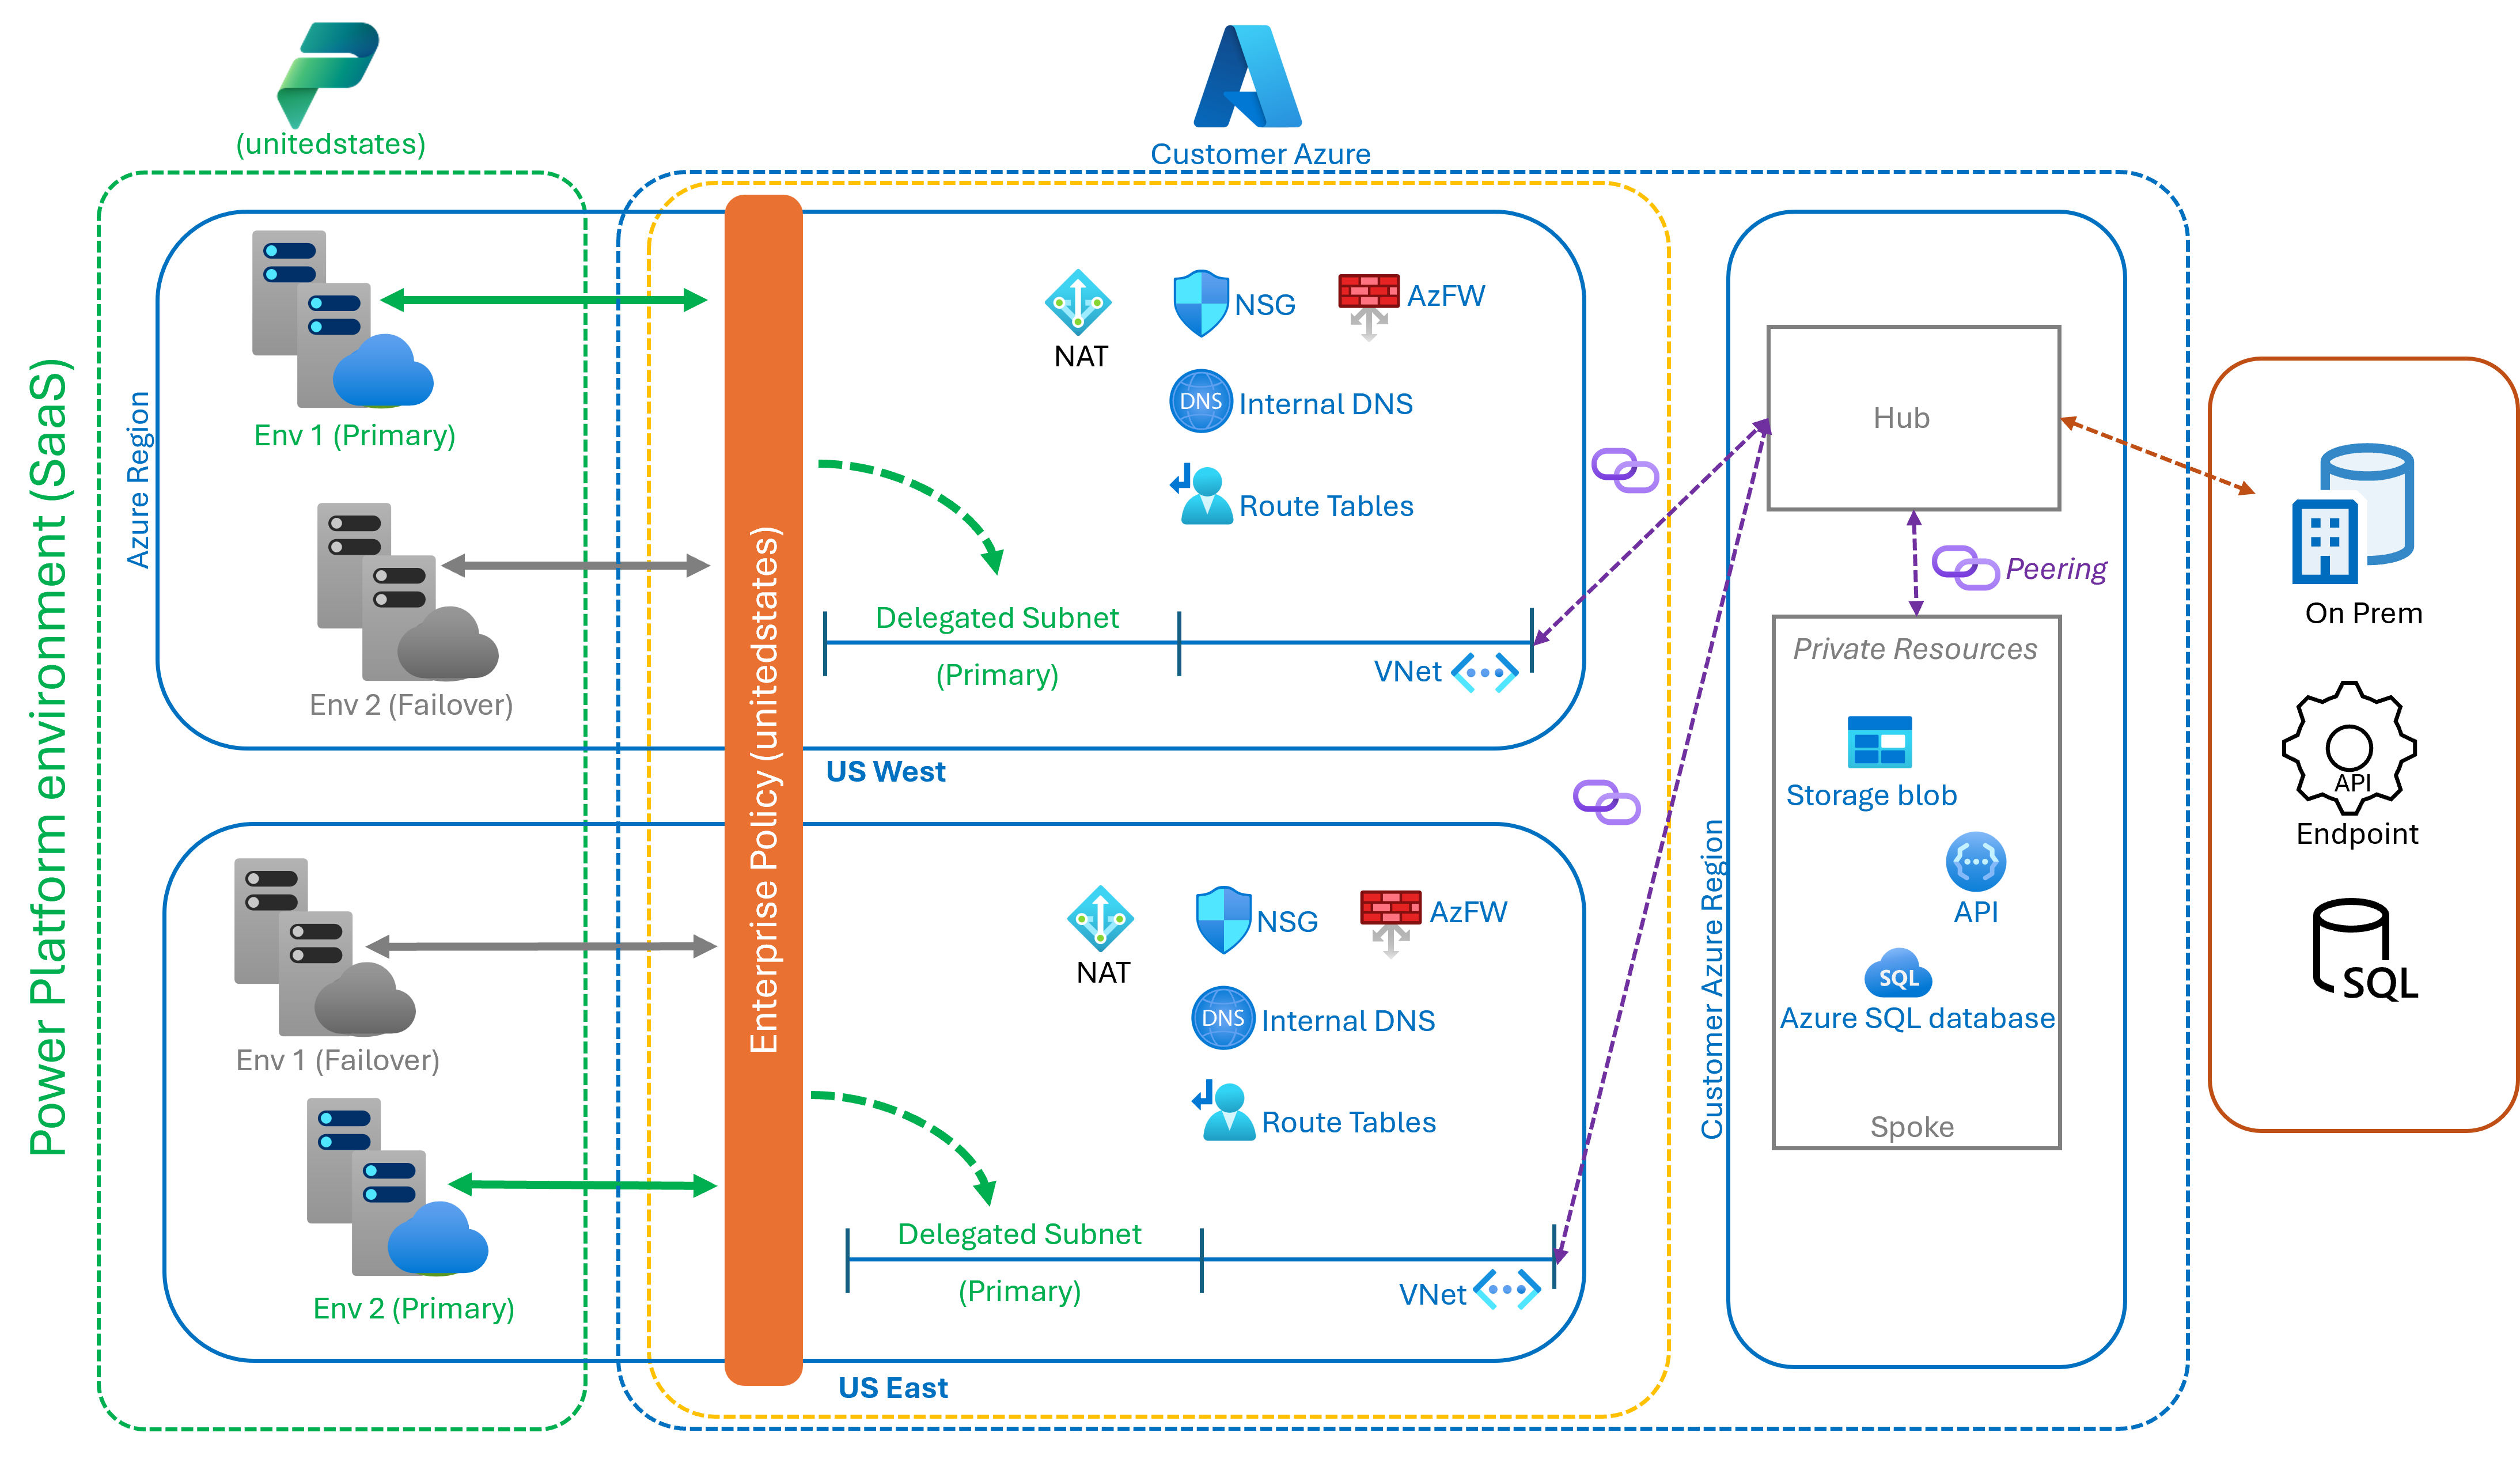 (unitedstates)
Customer Azure
Power Platform environment (SaaS)
Azure Region
Env 1 (Primary)
Env 2 (Failover)
Enterprise Policy (unitedstates)
NAT
NSG
AzFW
DNS
Internal DNS
Route Tables
Delegated Subnet
(Primary)
VNet
US West
Env 1 (Failover)
Env 2 (Primary)
NAT
NSG
AzFW
DNS
Internal DNS
Route Tables
Delegated Subnet
(Primary)
VNet
US East
Customer Azure Region
Hub
Peering
Private Resources
Storage blob
API
SQL
Azure SQL database
Spoke
On Prem
API
Endpoint
SQL